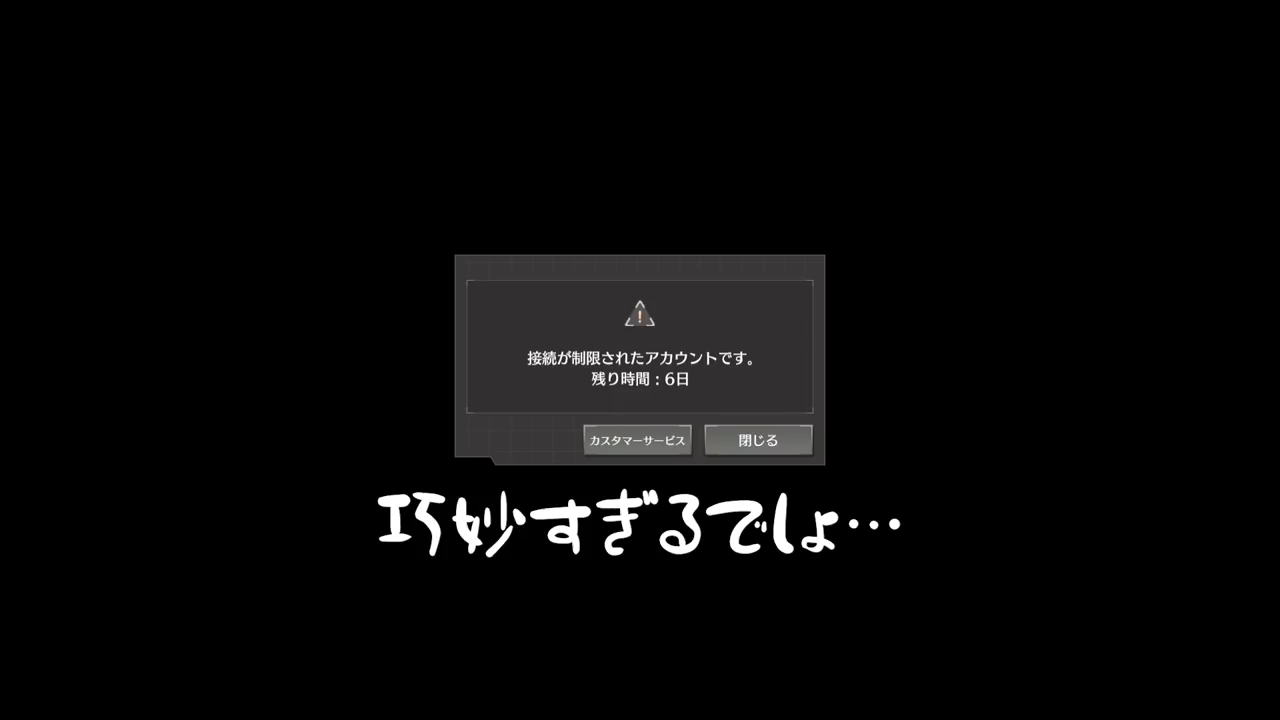 接続が制限されたアカウントです。
残り時間：6日
カスタマーサービス
閉じる
巧妙すぎるでしょ…